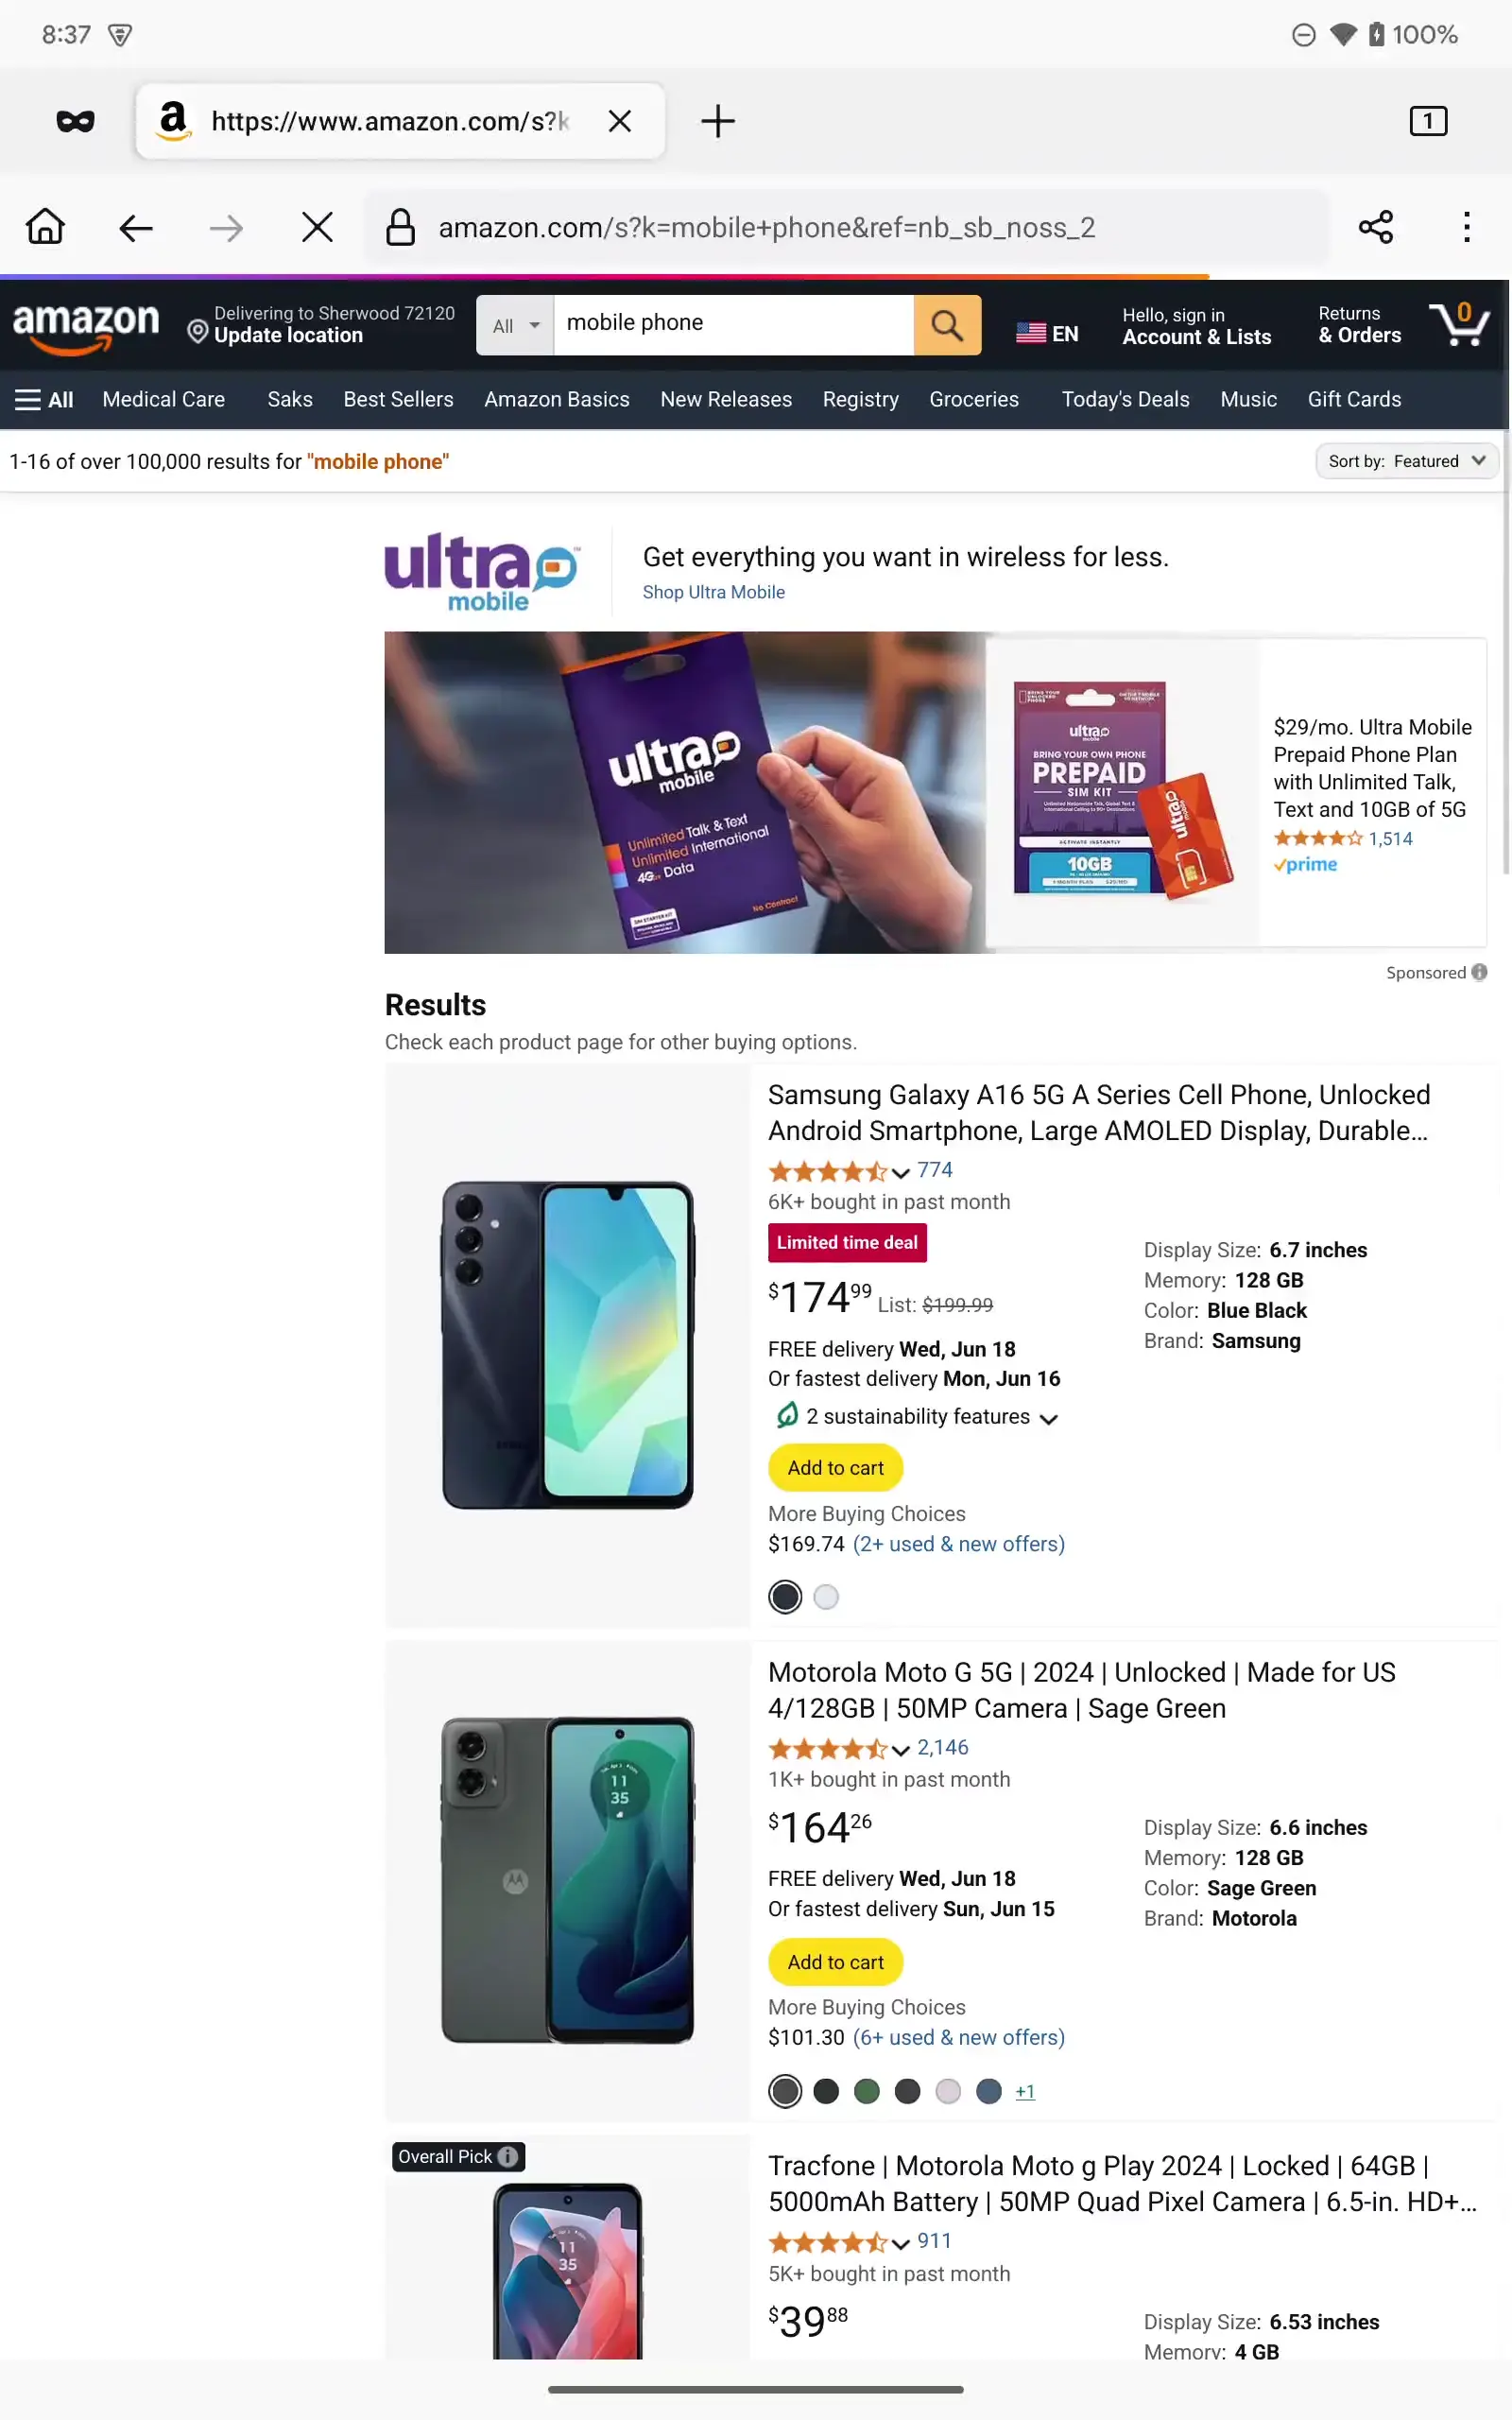 8:37
100%
https://www.amazon.com/s?k
1
amazon.com/s?k=mobile+phone&ref=nb_sb_noss_2
amazon
Delivering to Sherwood 72120
Update location
All
mobile phone
EN
Hello, sign in
Account & Lists
Returns
& Orders
0
All
Medical Care
Saks
Best Sellers
Amazon Basics
New Releases
Registry
Groceries
Today's Deals
Music
Gift Cards
1-16 of over 100,000 results for "mobile phone"
Sort by: Featured
ultra
mobile
Get everything you want in wireless for less.
Shop Ultra Mobile
ultra
mobile
Unlimited Talk & Text
Unlimited International
4G Data
No Contract
ultra
mobile
BRING YOUR OWN PHONE
PREPAID
SIM KIT
ACTIVATE INSTANTLY
10GB
ultra
$29/mo. Ultra Mobile
Prepaid Phone Plan
with Unlimited Talk,
Text and 10GB of 5G
1,514
prime
Sponsored
Results
Check each product page for other buying options.
Samsung Galaxy A16 5G A Series Cell Phone, Unlocked
Android Smartphone, Large AMOLED Display, Durable...
774
6K+ bought in past month
Limited time deal
$174 99 List: $199.99
FREE delivery Wed, Jun 18
Or fastest delivery Mon, Jun 16
2 sustainability features
Add to cart
More Buying Choices
$169.74 (2+ used & new offers)
Display Size: 6.7 inches
Memory: 128 GB
Color: Blue Black
Brand: Samsung
Motorola Moto G 5G | 2024 | Unlocked | Made for US
4/128GB | 50MP Camera | Sage Green
11
35
2,146
1K+ bought in past month
$164 26
FREE delivery Wed, Jun 18
Or fastest delivery Sun, Jun 15
Add to cart
More Buying Choices
$101.30 (6+ used & new offers)
+1
Display Size: 6.6 inches
Memory: 128 GB
Color: Sage Green
Brand: Motorola
Overall Pick
11
35
Tracfone | Motorola Moto g Play 2024 | Locked | 64GB |
5000mAh Battery | 50MP Quad Pixel Camera | 6.5-in. HD+...
911
5K+ bought in past month
$39 88
Display Size: 6.53 inches
Memory: 4 GB